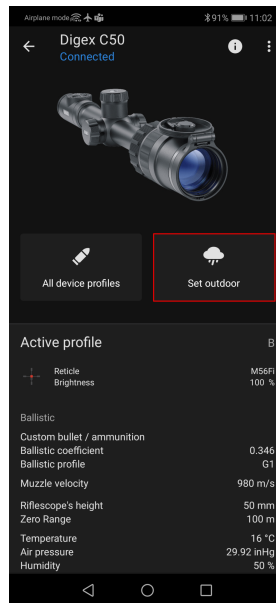 Airplane mode 91% 11:02
Digex C50
Connected
All device profiles
Set outdoor
Active profile B
Reticle M56Fi
Brightness 100 %
Ballistic
Custom bullet / ammunition
Ballistic coefficient 0.346
Ballistic profile G1
Muzzle velocity 980 m/s
Riflescope's height 50 mm
Zero Range 100 m
Temperature 16 °C
Air pressure 29.92 inHg
Humidity 50 %